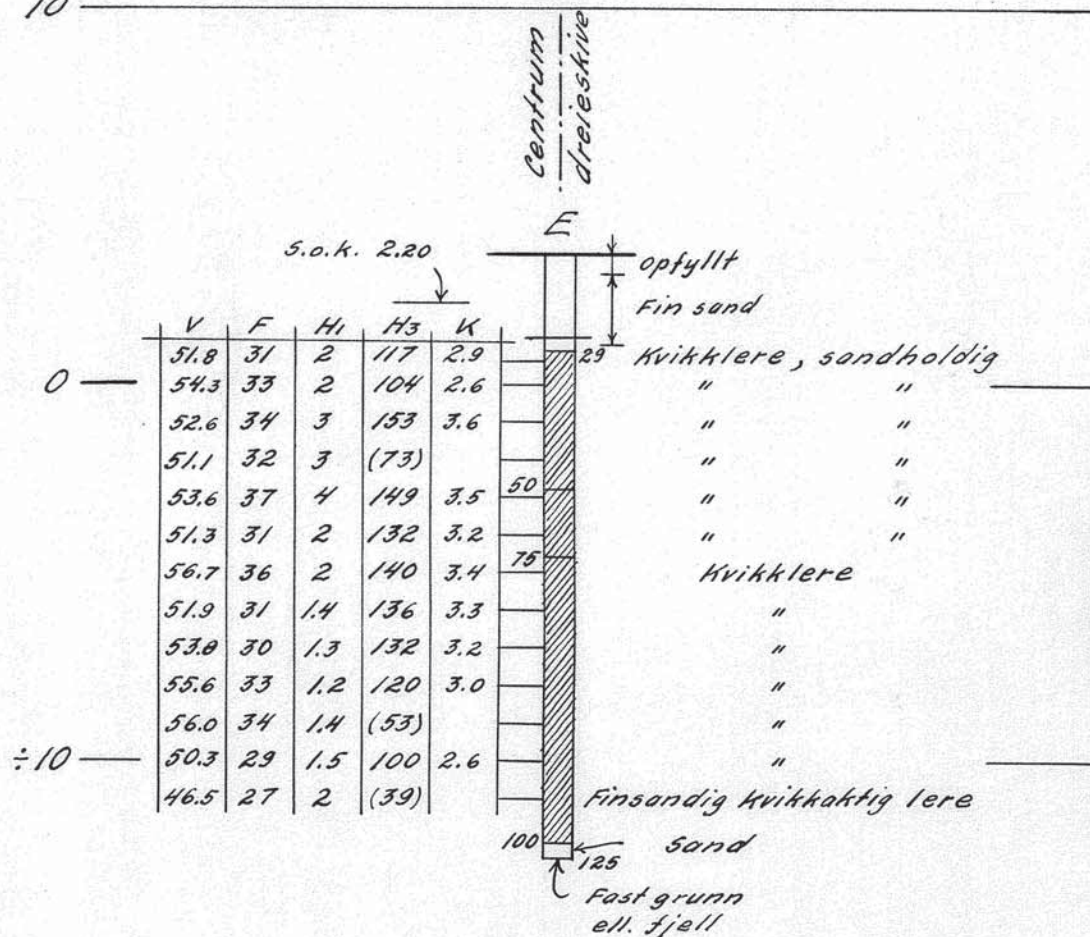 10
Centrum
dreieskive
E
S.o.k. 2.20
opfyllt
Fin sand
V F H1 H3 K
51.8 31 2 117 2.9 29 Kvikklere, sandholdig
0 54.3 33 2 104 2.6 " "
52.6 34 3 153 3.6 " "
51.1 32 3 (73) " "
53.6 37 4 149 3.5 50 " "
51.3 31 2 132 3.2 " "
56.7 36 2 140 3.4 75 Kvikklere
51.9 31 1.4 136 3.3 "
53.8 30 1.3 132 3.2 "
55.6 33 1.2 120 3.0 "
56.0 34 1.4 (53) "
÷10 50.3 29 1.5 100 2.6 "
46.5 27 2 (39) Finsandig kvikkaktig lere
100 Sand
125
Fast grunn
ell. fjell